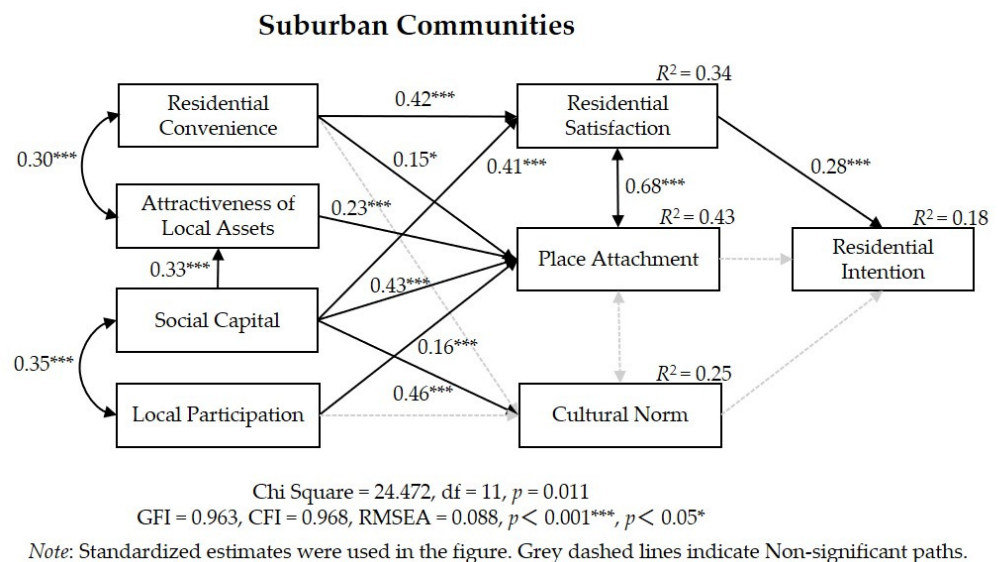 Suburban Communities
R² = 0.34
Residential
Convenience
0.42***
Residential
Satisfaction
0.30***
0.15*
0.41***
0.28***
0.68***
Attractiveness of
Local Assets
0.23***
R² = 0.43
R² = 0.18
Place Attachment
Residential
Intention
0.33***
0.43***
Social Capital
0.35***
0.16***
R² = 0.25
0.46***
Local Participation
Cultural Norm
Chi Square = 24.472, df = 11, p = 0.011
GFI = 0.963, CFI = 0.968, RMSEA = 0.088, p< 0.001***, p< 0.05*
Note: Standardized estimates were used in the figure. Grey dashed lines indicate Non-significant paths.